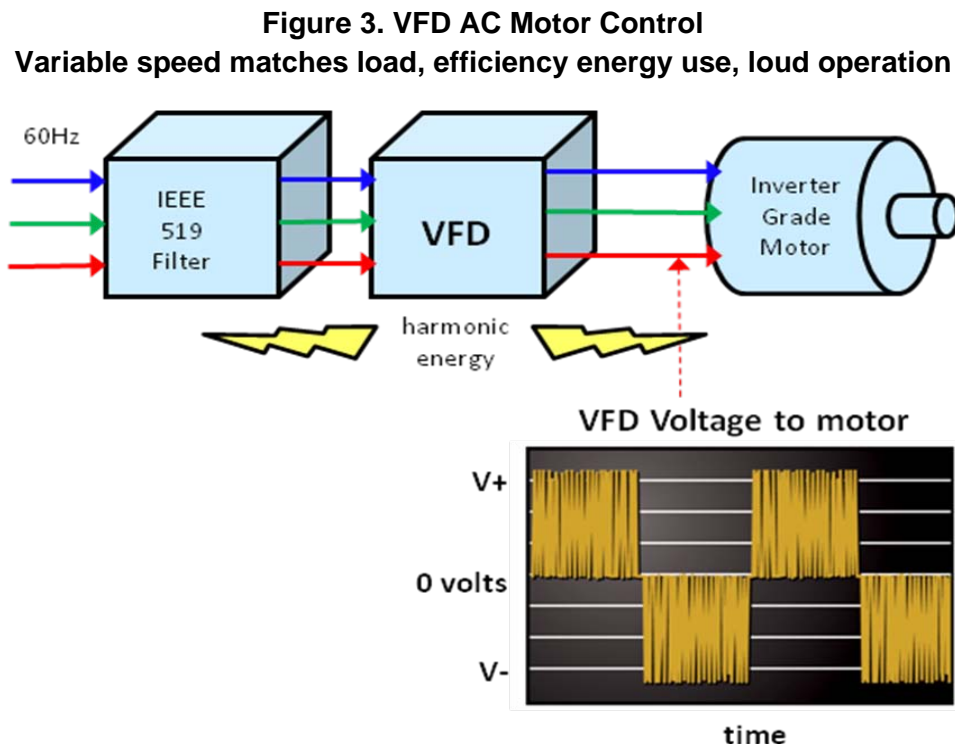 Figure 3. VFD AC Motor Control
Variable speed matches load, efficiency energy use, loud operation
60Hz
IEEE
519
Filter
VFD
Inverter
Grade
Motor
harmonic
energy
VFD Voltage to motor
V+
0 volts
V-
time